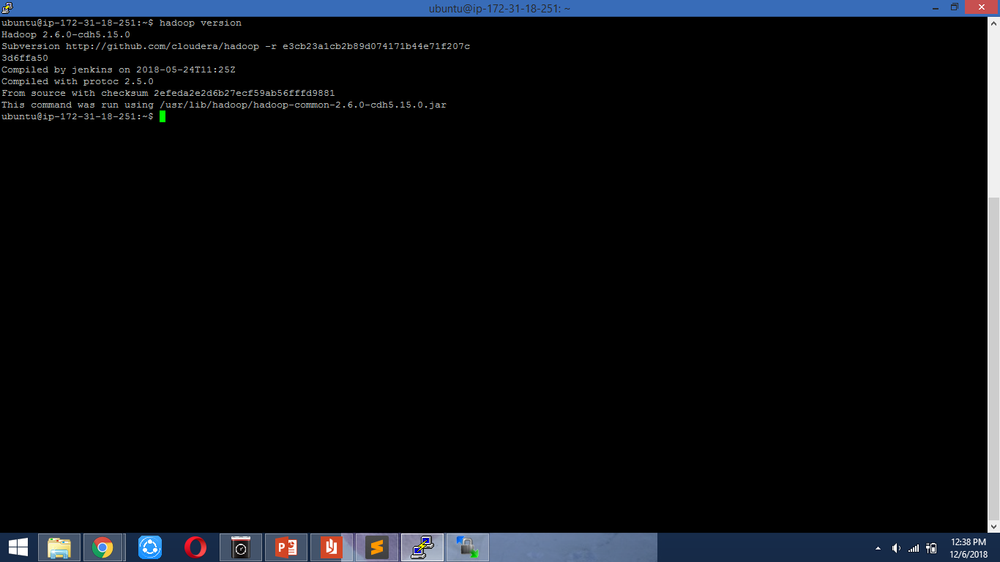 ubuntu@ip-172-31-18-251: ~
ubuntu@ip-172-31-18-251:~$ hadoop version
Hadoop 2.6.0-cdh5.15.0
Subversion http://github.com/cloudera/hadoop -r e3cb23a1cb2b89d074171b44e71f207c
3d6ffa50
Compiled by jenkins on 2018-05-24T11:25Z
Compiled with protoc 2.5.0
From source with checksum 2efeda2e2d6b27ecf59ab56fffd9881
This command was run using /usr/lib/hadoop/hadoop-common-2.6.0-cdh5.15.0.jar
ubuntu@ip-172-31-18-251:~$
12:38 PM
12/6/2018